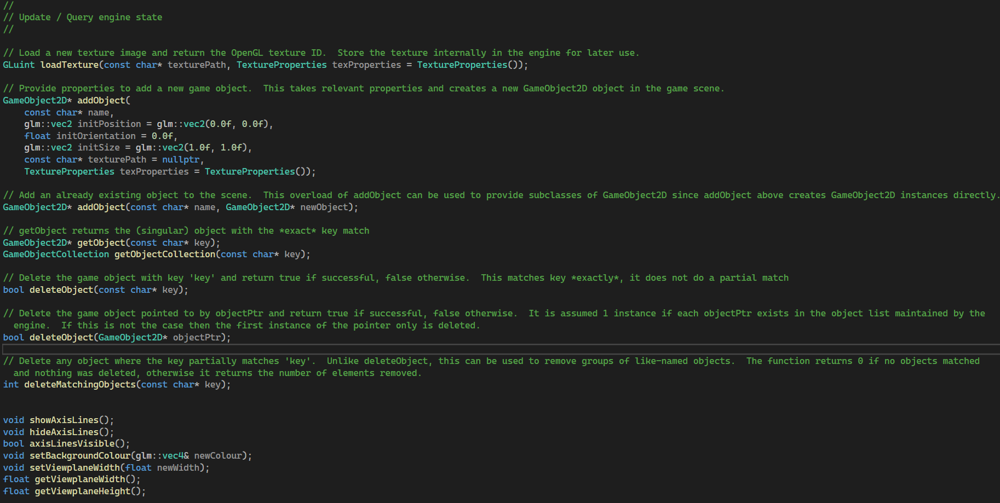 //
// Update / Query engine state
//
// Load a new texture image and return the OpenGL texture ID.  Store the texture internally in the engine for later use.
GLuint loadTexture(const char* texturePath, TextureProperties texProperties = TextureProperties());
// Provide properties to add a new game object.  This takes relevant properties and creates a new GameObject2D object in the game scene.
GameObject2D* addObject(
    const char* name,
    glm::vec2 initPosition = glm::vec2(0.0f, 0.0f),
    float initOrientation = 0.0f,
    glm::vec2 initSize = glm::vec2(1.0f, 1.0f),
    const char* texturePath = nullptr,
    TextureProperties texProperties = TextureProperties());
// Add an already existing object to the scene.  This overload of addObject can be used to provide subclasses of GameObject2D since addObject above creates GameObject2D instances directly.
GameObject2D* addObject(const char* name, GameObject2D* newObject);
// getObject returns the (singular) object with the *exact* key match
GameObject2D* getObject(const char* key);
GameObjectCollection getObjectCollection(const char* key);
// Delete the game object with key 'key' and return true if successful, false otherwise.  This matches key *exactly*, it does not do a partial match
bool deleteObject(const char* key);
// Delete the game object pointed to by objectPtr and return true if successful, false otherwise.  It is assumed 1 instance if each objectPtr exists in the object list maintained by the
  engine.  If this is not the case then the first instance of the pointer only is deleted.
bool deleteObject(GameObject2D* objectPtr);
// Delete any object where the key partially matches 'key'.  Unlike deleteObject, this can be used to remove groups of like-named objects.  The function returns 0 if no objects matched
  and nothing was deleted, otherwise it returns the number of elements removed.
int deleteMatchingObjects(const char* key);
void showAxisLines();
void hideAxisLines();
bool axisLinesVisible();
void setBackgroundColour(glm::vec4& newColour);
void setViewplaneWidth(float newWidth);
float getViewplaneWidth();
float getViewplaneHeight();